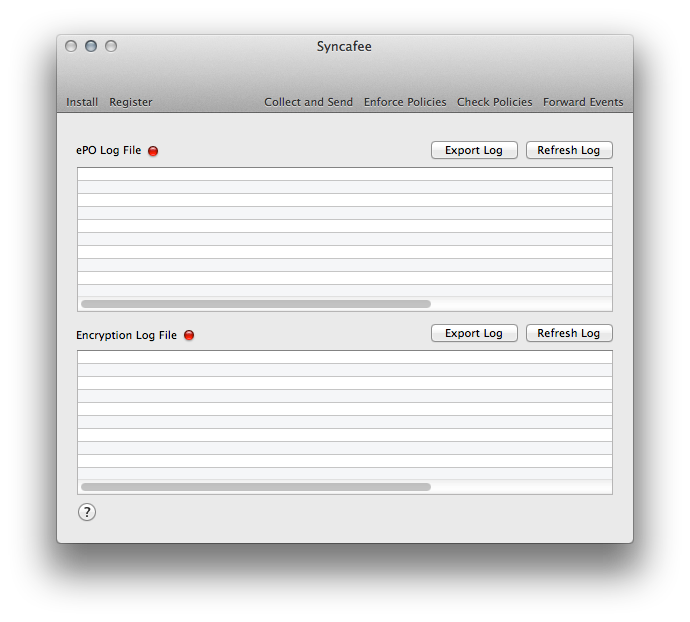 Syncafee
Install Register Collect and Send Enforce Policies Check Policies Forward Events
ePO Log File Export Log Refresh Log
Encryption Log File Export Log Refresh Log
?